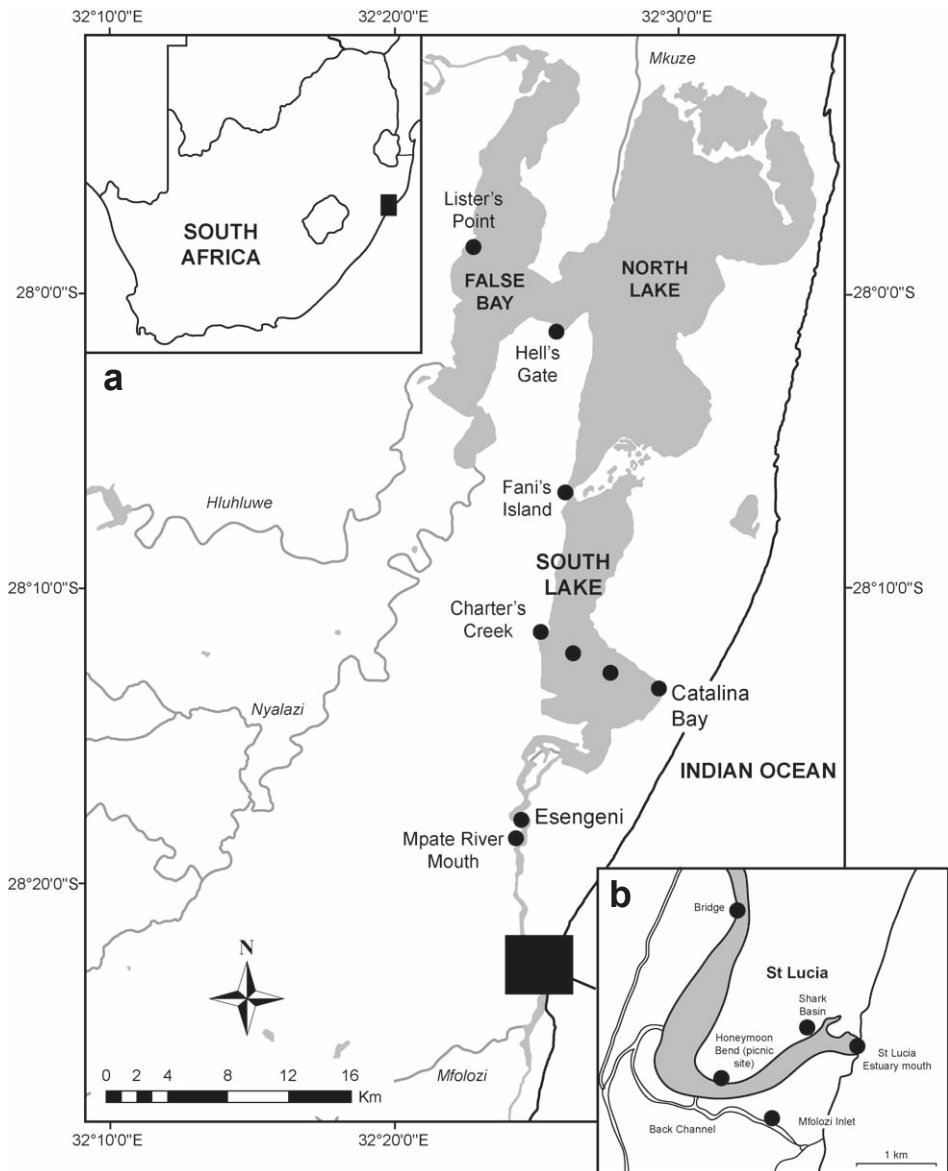 32°10'0"E
32°20'0"E
32°30'0"E
Mkuze
SOUTH
AFRICA
a
Lister's
Point
FALSE
BAY
NORTH
LAKE
28°0'0"S
28°0'0"S
Hell's
Gate
Hluhluwe
Fani's
Island
SOUTH
LAKE
28°10'0"S
28°10'0"S
Charter's
Creek
Catalina
Bay
Nyalazi
INDIAN OCEAN
Esengeni
Mpate River
Mouth
28°20'0"S
N
0 2 4 8 12 16
Km
Mfolozi
32°10'0"E
32°20'0"E
b
Bridge
St Lucia
Shark
Basin
Honeymoon
Bend (picnic
site)
St Lucia
Estuary mouth
Mfolozi Inlet
Back Channel
1 km